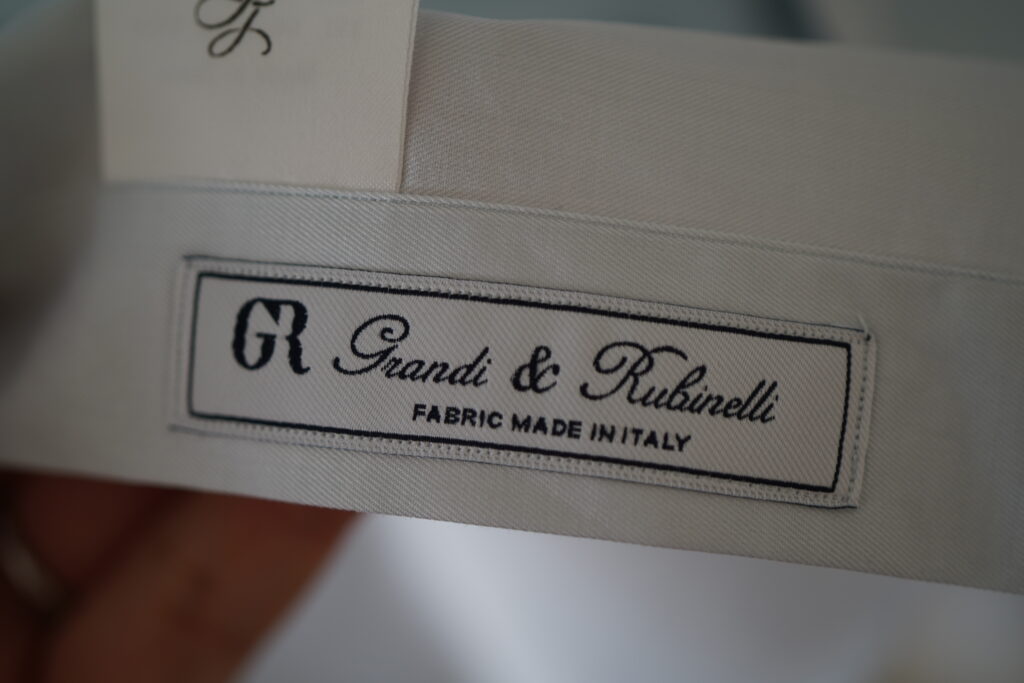 GR Grandi & Rubinelli
FABRIC MADE IN ITALY